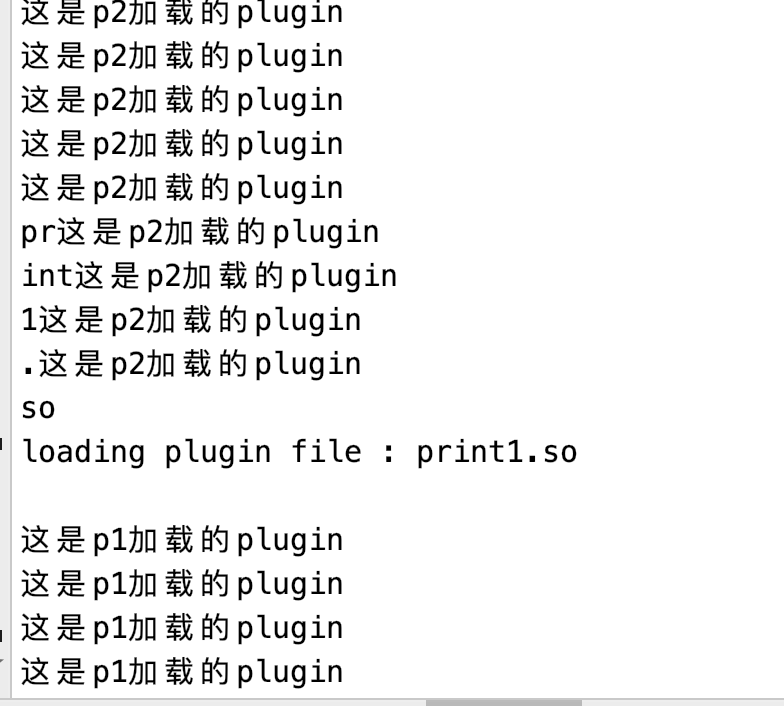 这是p2加载的plugin
这是p2加载的plugin
这是p2加载的plugin
这是p2加载的plugin
这是p2加载的plugin
pr这是p2加载的plugin
int这是p2加载的plugin
1这是p2加载的plugin
.这是p2加载的plugin
so
loading plugin file : print1.so
这是p1加载的plugin
这是p1加载的plugin
这是p1加载的plugin
这是p1加载的plugin